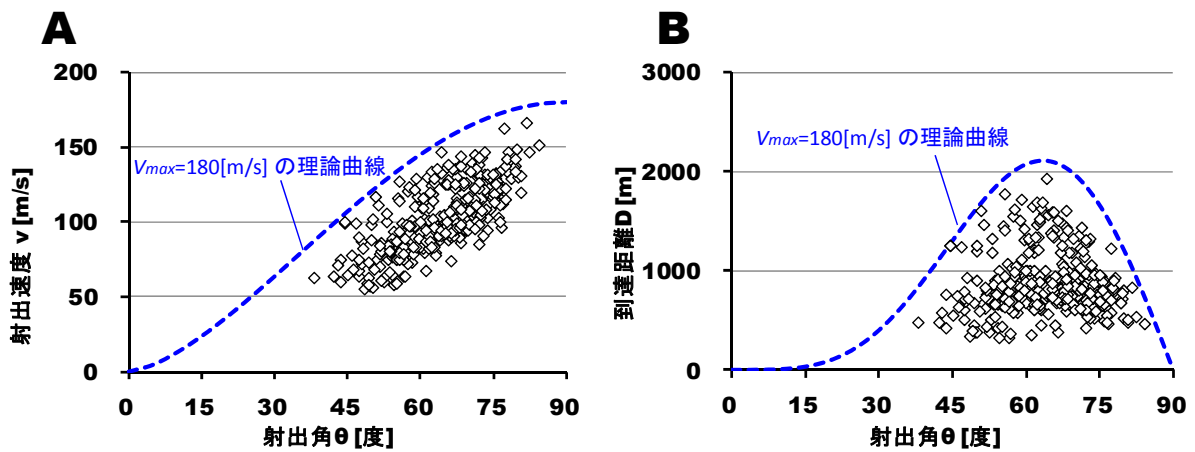 A
200
150
100
50
0
射出速度 v [m/s]
Vmax=180[m/s] の理論曲線
0 15 30 45 60 75 90
射出角θ [度]
B
3000
2000
1000
0
到達距離D [m]
Vmax=180[m/s] の理論曲線
0 15 30 45 60 75 90
射出角θ [度]